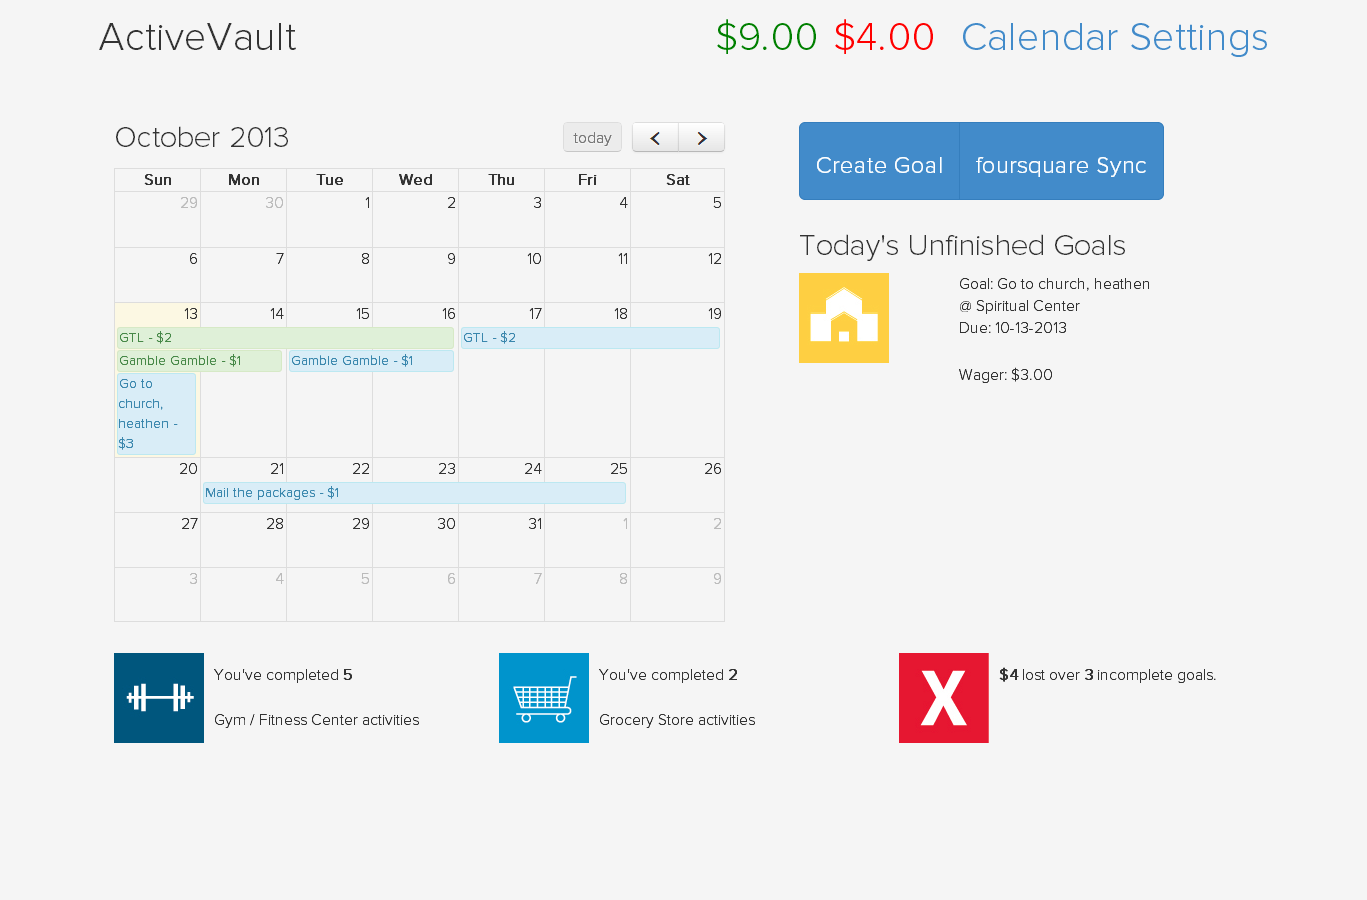 ActiveVault
$9.00 $4.00 Calendar Settings
October 2013
today
Sun Mon Tue Wed Thu Fri Sat
29 30 1 2 3 4 5
6 7 8 9 10 11 12
13 14 15 16 17 18 19
GTL - $2 GTL - $2
Gamble Gamble - $1 Gamble Gamble - $1
Go to
church,
heathen -
$3
20 21 22 23 24 25 26
Mail the packages - $1
27 28 29 30 31 1 2
3 4 5 6 7 8 9
Create Goal foursquare Sync
Today's Unfinished Goals
Goal: Go to church, heathen
@ Spiritual Center
Due: 10-13-2013
Wager: $3.00
You've completed 5
Gym / Fitness Center activities
You've completed 2
Grocery Store activities
X
$4 lost over 3 incomplete goals.